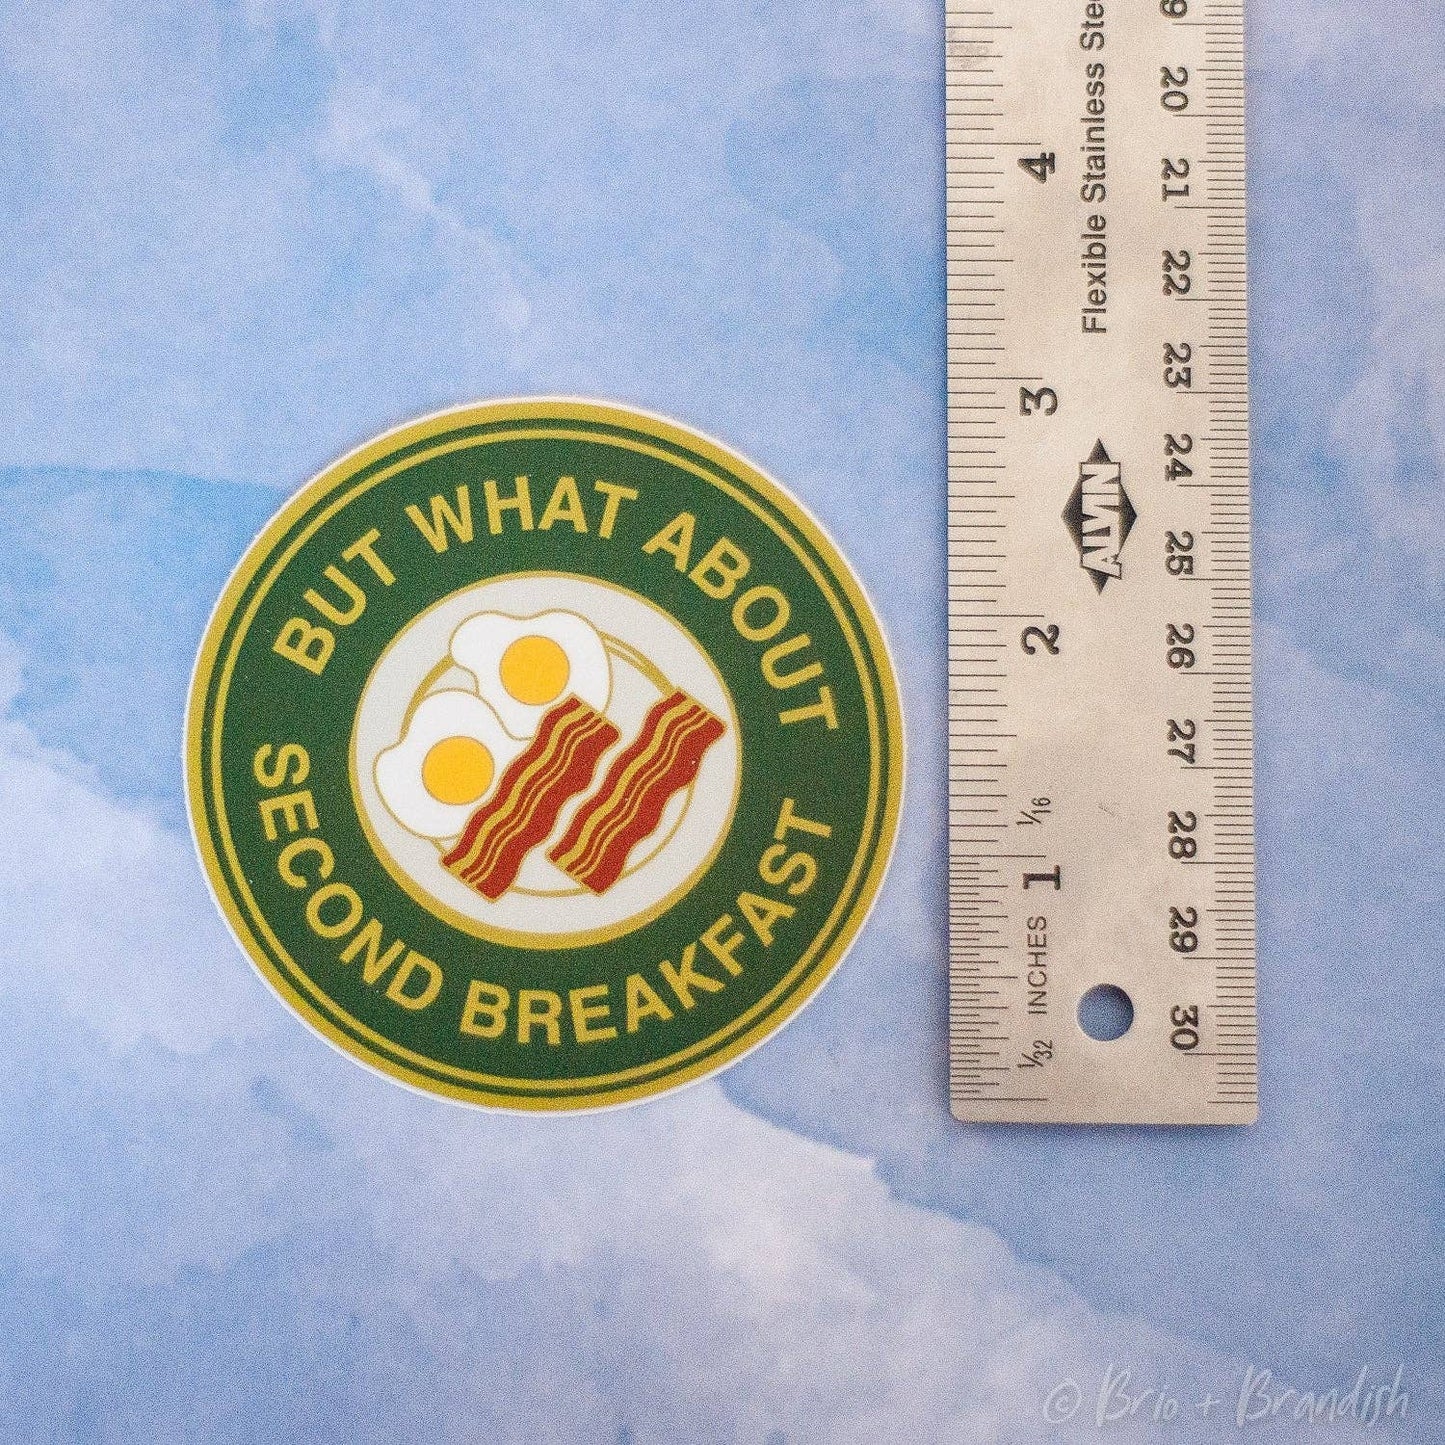 BUT WHAT ABOUT
SECOND BREAKFAST
Flexible Stainless
4
3
2
1
1/16
1/32 INCHES
ALVIN
20
21
22
23
24
25
26
27
28
29
30
© Brio + Brandish